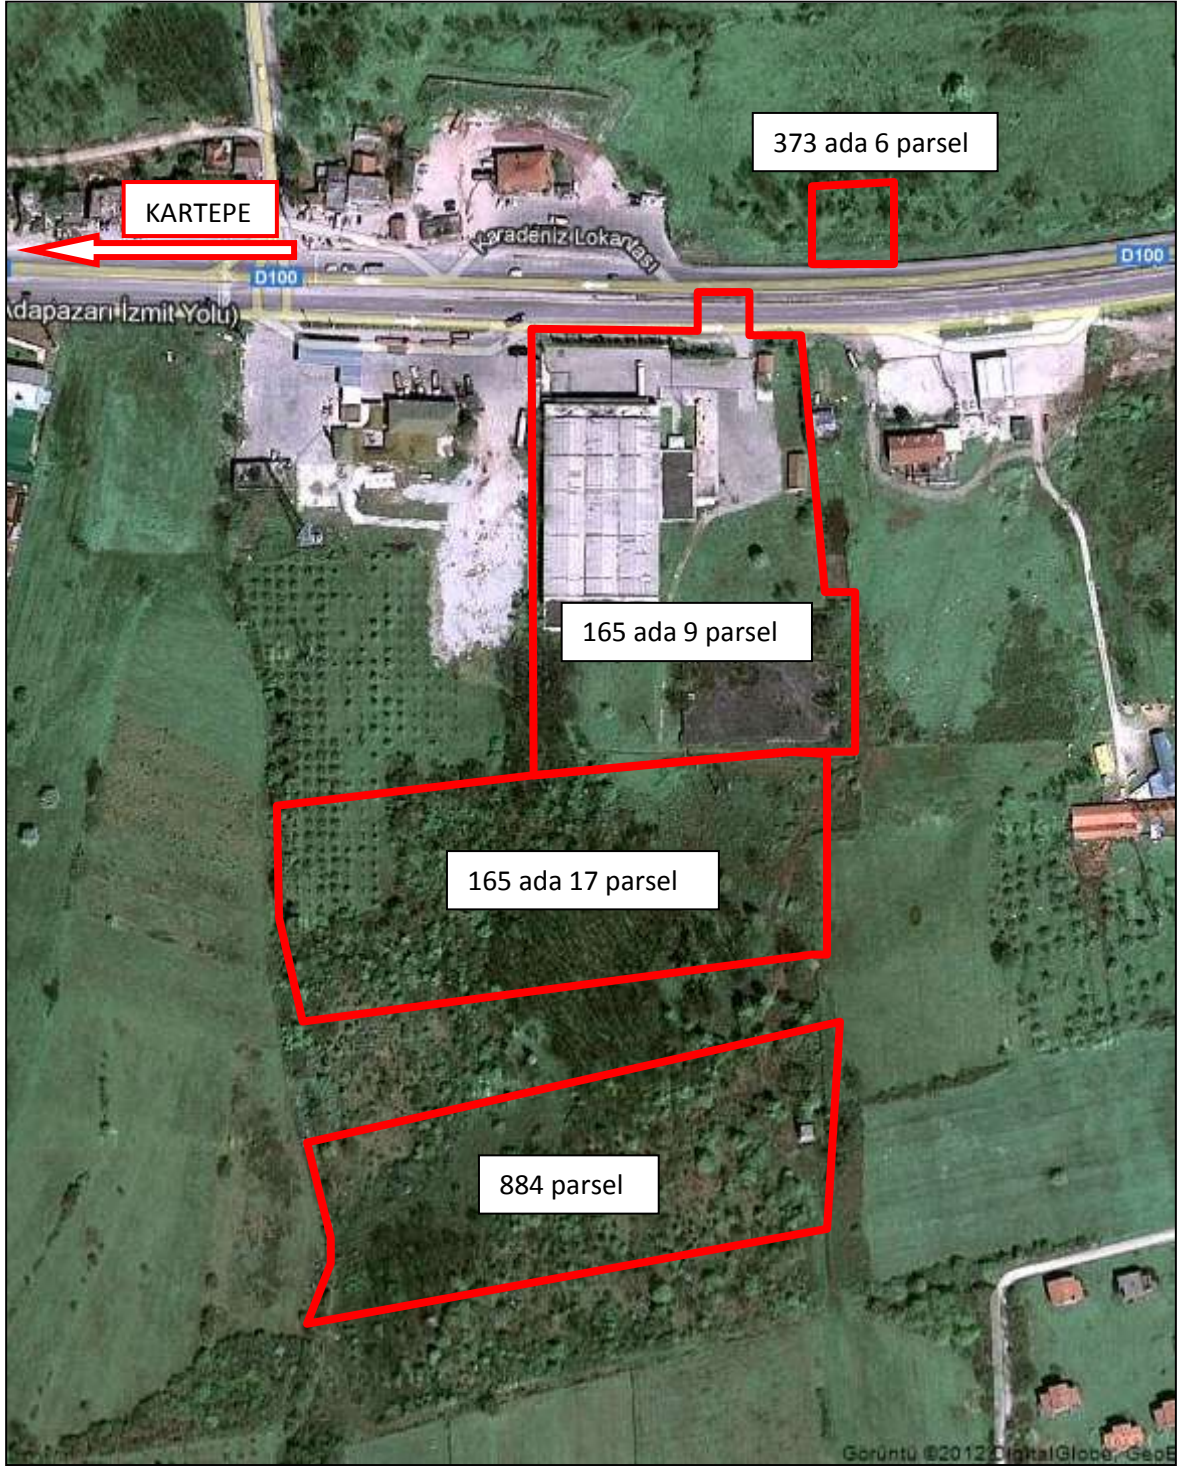 373 ada 6 parsel
KARTEPE
Karadeniz Lokantası
D100
D100
Adapazarı İzmit Yolu)
165 ada 9 parsel
165 ada 17 parsel
884 parsel
Görüntü ©2012 DigitalGlobe, GeoE